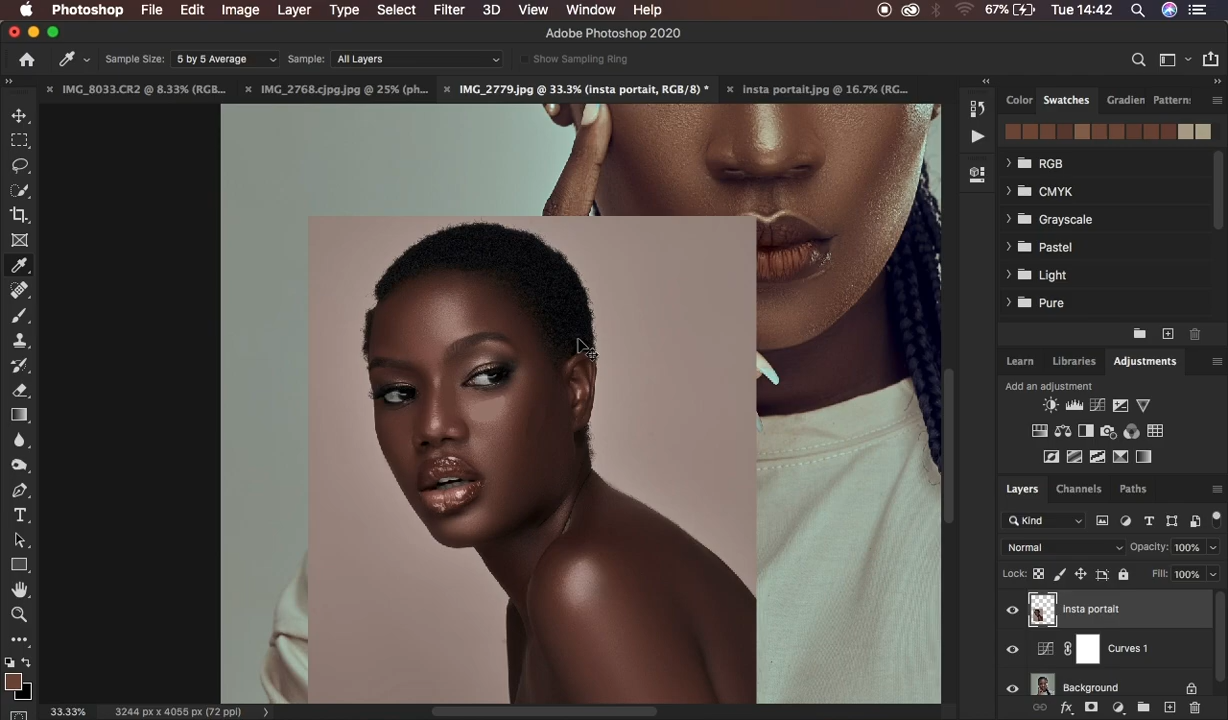 Photoshop File Edit Image Layer Type Select Filter 3D View Window Help 67% Tue 14:42
Adobe Photoshop 2020
Sample Size: 5 by 5 Average Sample: All Layers Show Sampling Ring
IMG_8033.CR2 @ 8.33% (RGB... IMG_2768.cjpg.jpg @ 25% (ph... IMG_2779.jpg @ 33.3% (insta portait, RGB/8) * insta portait.jpg @ 16.7% (RG...
Color Swatches Gradien Pattern
RGB
CMYK
Grayscale
Pastel
Light
Pure
Learn Libraries Adjustments
Add an adjustment
Layers Channels Paths
Kind
Normal Opacity: 100%
Lock: Fill: 100%
insta portait
Curves 1
Background
33.33% 3244 px x 4055 px (72 ppi)